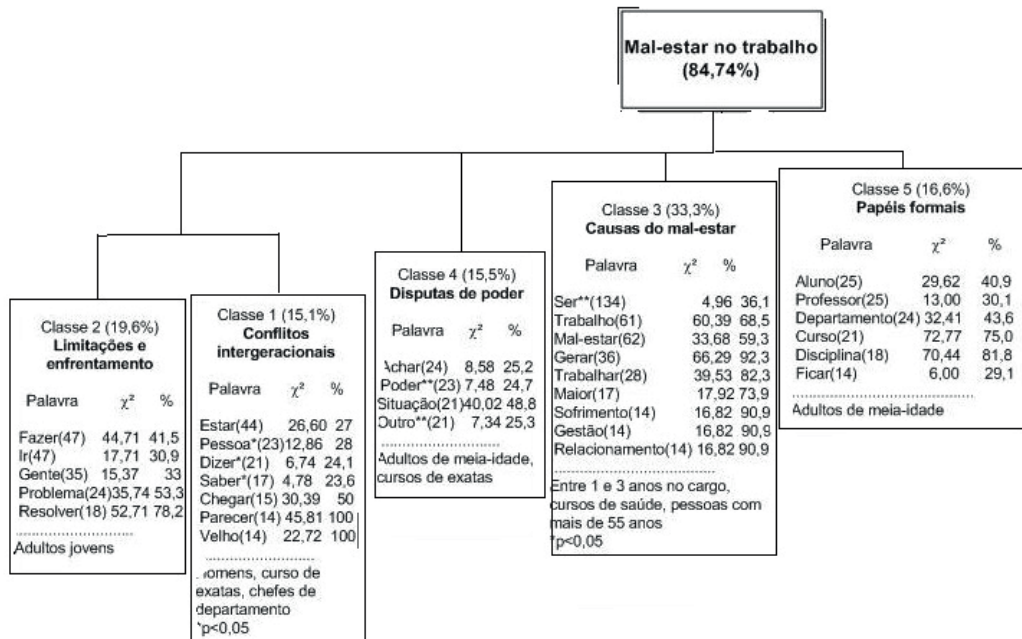 Mal-estar no trabalho
(84,74%)
Classe 2 (19,6%)
Limitações e
enfrentamento
Palavra χ² %
Fazer(47) 44,71 41,5
Ir(47) 17,71 30,9
Gente(35) 15,37 33
Problema(24) 35,74 53,3
Resolver(18) 52,71 78,2
Adultos jovens
Classe 1 (15,1%)
Conflitos
intergeracionais
Palavra χ² %
Estar(44) 26,60 27
Pessoa*(23) 12,86 28
Dizer*(21) 6,74 24,1
Saber*(17) 4,78 23,6
Chegar(15) 30,39 50
Parecer(14) 45,81 100
Velho(14) 22,72 100
Homens, curso de
exatas, chefes de
departamento
*p<0,05
Classe 4 (15,5%)
Disputas de poder
Palavra χ² %
Achar(24) 8,58 25,2
Poder**(23) 7,48 24,7
Situação(21) 40,02 48,8
Outro**(21) 7,34 25,3
Adultos de meia-idade,
cursos de exatas
Classe 3 (33,3%)
Causas do mal-estar
Palavra χ² %
Ser**(134) 4,96 36,1
Trabalho(61) 60,39 68,5
Mal-estar(62) 33,68 59,3
Gerar(36) 66,29 92,3
Trabalhar(28) 39,53 82,3
Maior(17) 17,92 73,9
Sofrimento(14) 16,82 90,9
Gestão(14) 16,82 90,9
Relacionamento(14) 16,82 90,9
Entre 1 e 3 anos no cargo,
cursos de saúde, pessoas com
mais de 55 anos
*p<0,05
Classe 5 (16,6%)
Papéis formais
Palavra χ² %
Aluno(25) 29,62 40,9
Professor(25) 13,00 30,1
Departamento(24) 32,41 43,6
Curso(21) 72,77 75,0
Disciplina(18) 70,44 81,8
Ficar(14) 6,00 29,1
Adultos de meia-idade